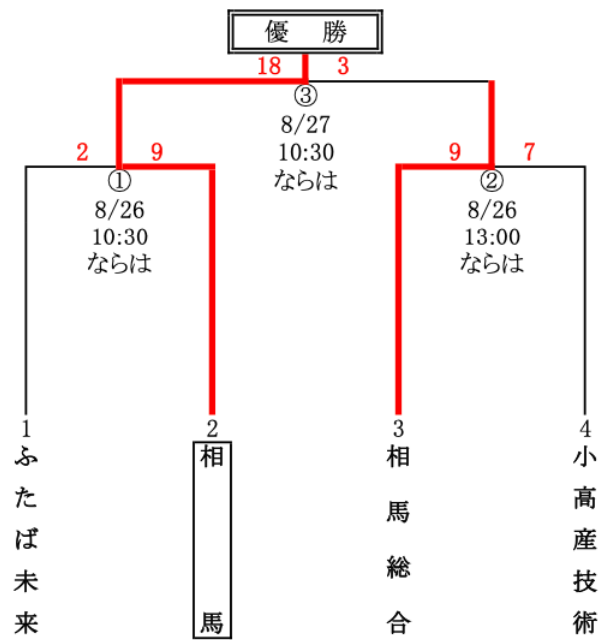 優 勝
18 3
③
8/27
10:30
ならは
2 9
①
8/26
10:30
ならは
9 7
②
8/26
13:00
ならは
1
ふたば未来
2
相馬
3
相馬総合
4
小高産技術